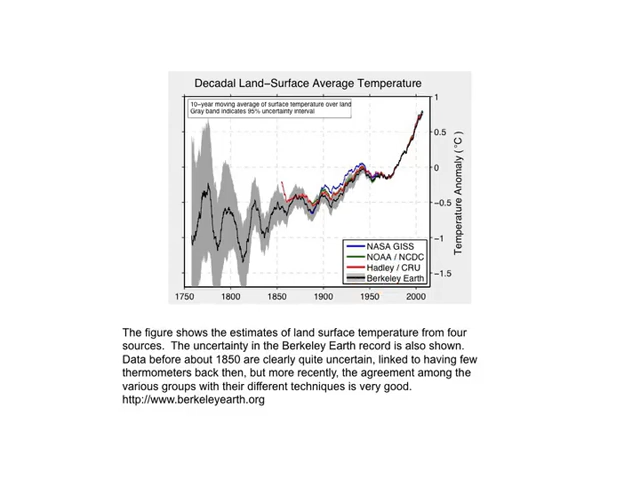 Decadal Land-Surface Average Temperature
10-year moving average of surface temperature over land
Gray band indicates 95% uncertainty interval
1
0.5
0
-0.5
-1
-1.5
Temperature Anomaly ( °C )
NASA GISS
NOAA / NCDC
Hadley / CRU
Berkeley Earth
1750 1800 1850 1900 1950 2000
The figure shows the estimates of land surface temperature from four
sources. The uncertainty in the Berkeley Earth record is also shown.
Data before about 1850 are clearly quite uncertain, linked to having few
thermometers back then, but more recently, the agreement among the
various groups with their different techniques is very good.
http://www.berkeleyearth.org